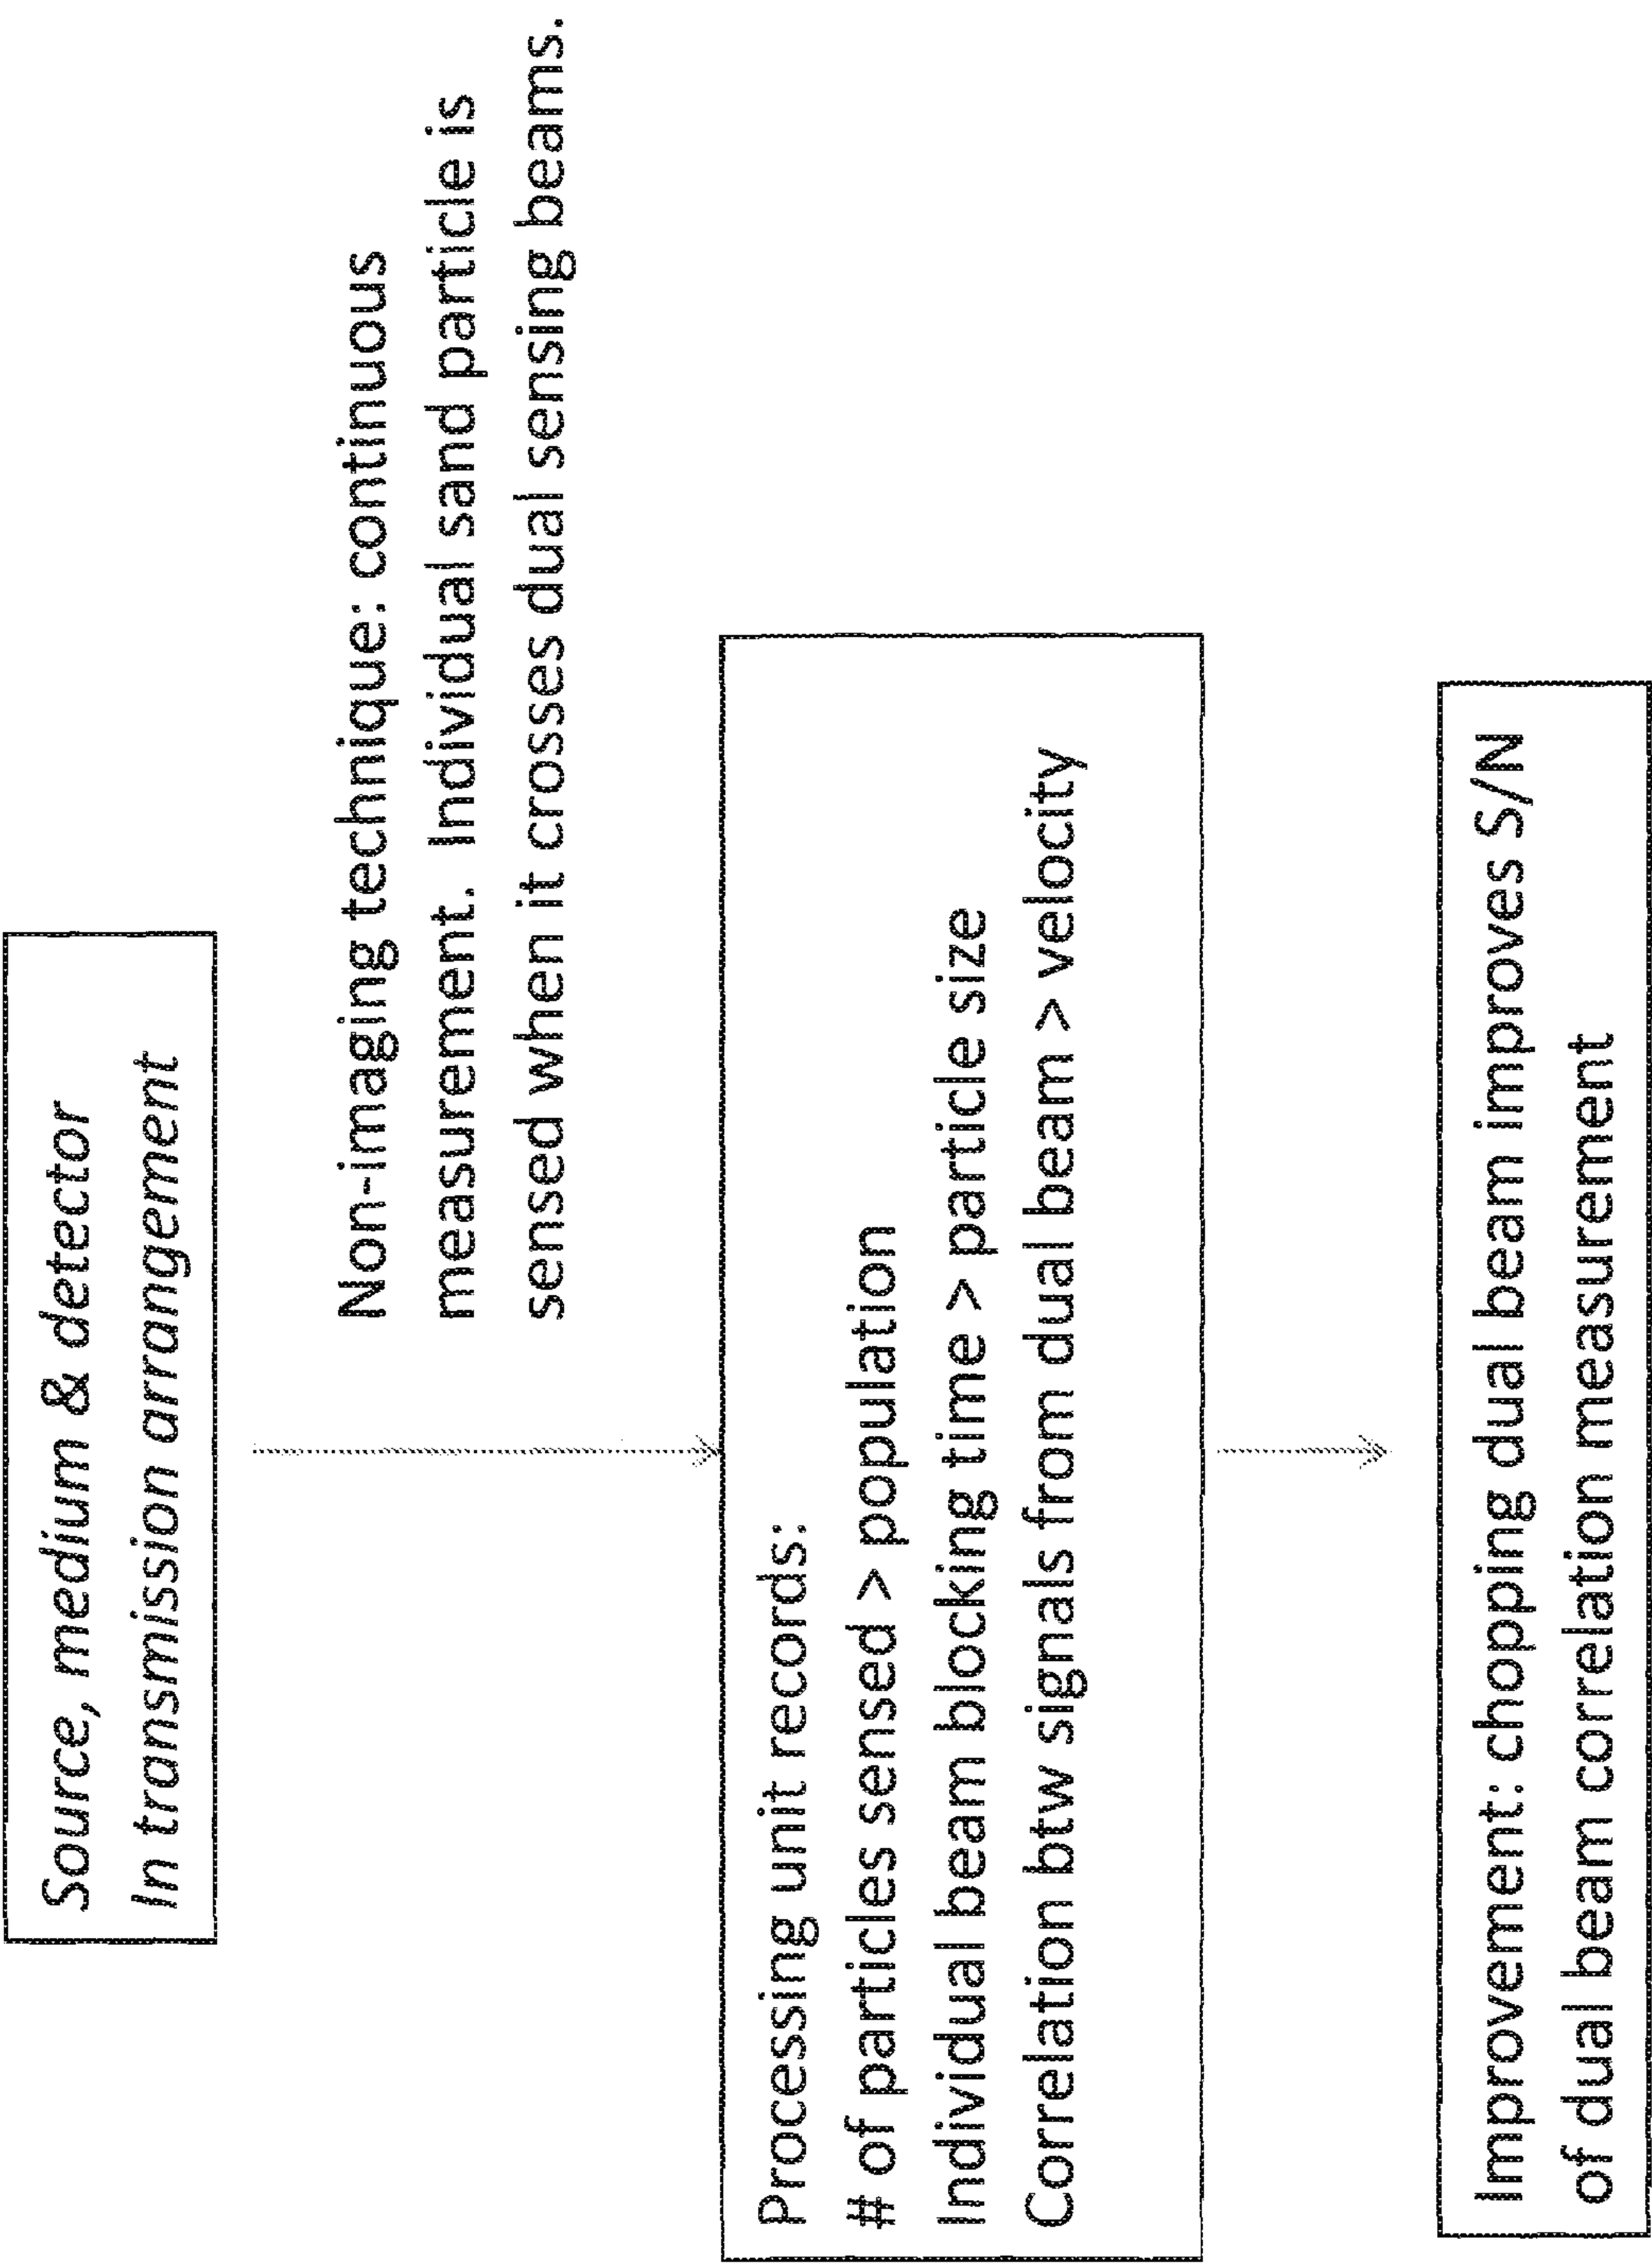 Source, medium & detector
In transmission arrangement
Non-imaging technique: continuous
measurement. Individual sand particle is
sensed when it crosses dual sensing beams.
Processing unit records:
# of particles sensed > population
Individual beam blocking time > particle size
Correlation btw signals from dual beam > velocity
Improvement: chopping dual beam improves S/N
of dual beam correlation measurement